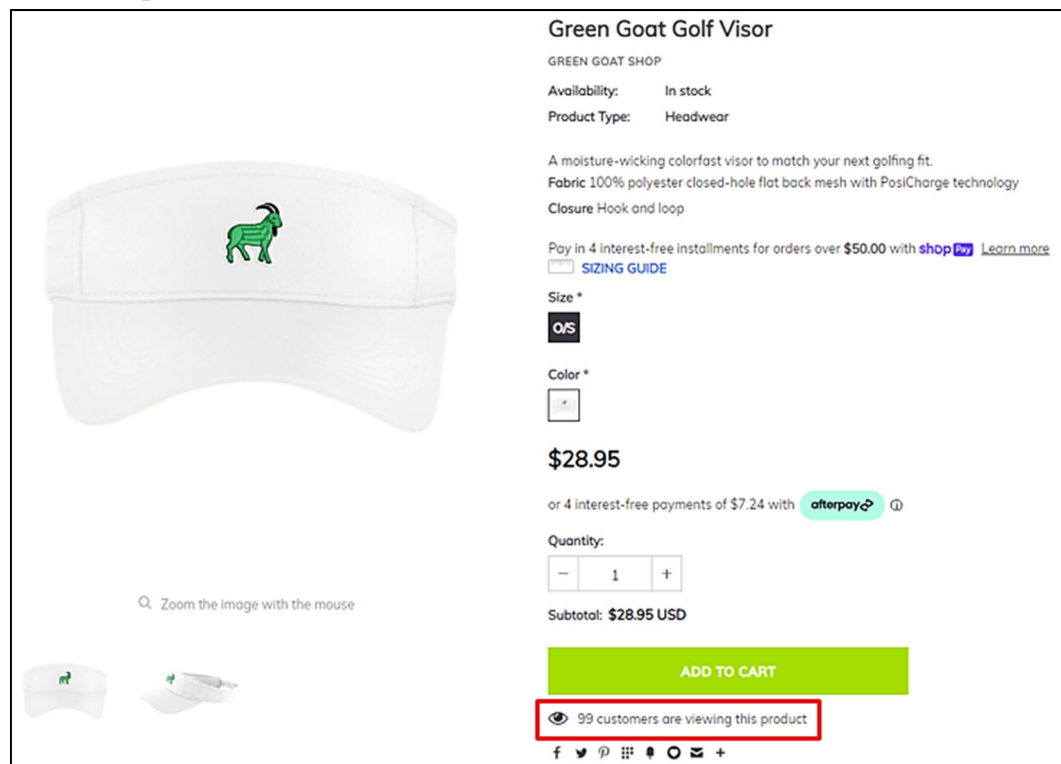 Green Goat Golf Visor
GREEN GOAT SHOP
Availability: In stock
Product Type: Headwear
A moisture-wicking colorfast visor to match your next golfing fit.
Fabric 100% polyester closed-hole flat back mesh with PosiCharge technology
Closure Hook and loop
Pay in 4 interest-free installments for orders over $50.00 with shop Pay Learn more
SIZING GUIDE
Size *
O/S
Color *
$28.95
or 4 interest-free payments of $7.24 with afterpay
Quantity:
− 1 +
Subtotal: $28.95 USD
Zoom the image with the mouse
ADD TO CART
99 customers are viewing this product